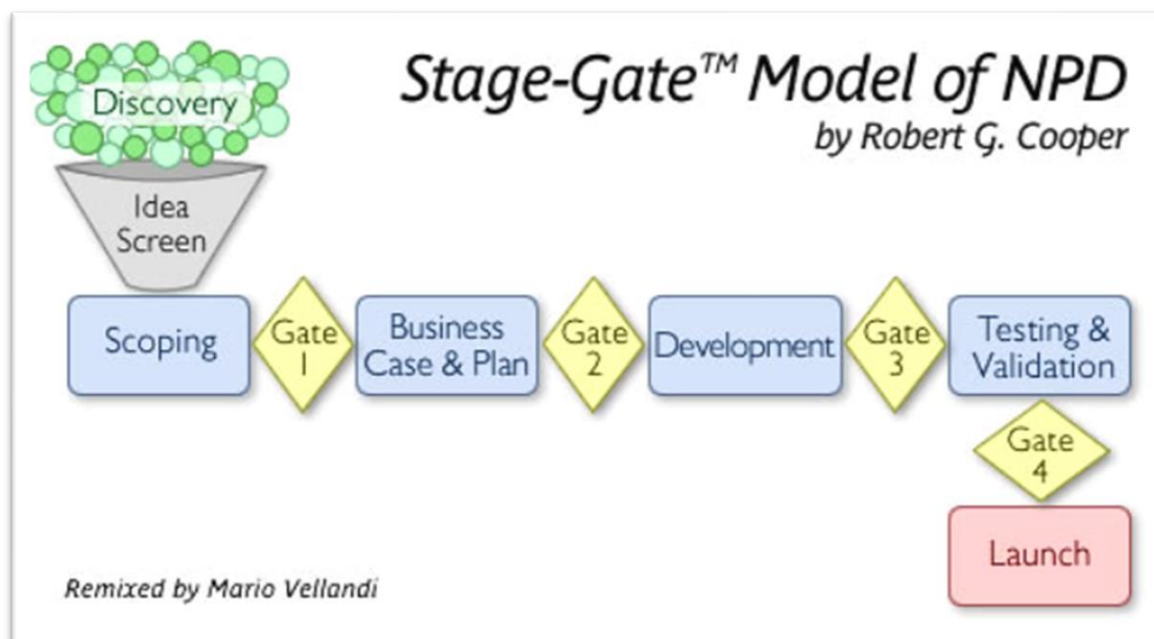 Stage-Gate™ Model of NPD
by Robert G. Cooper
Discovery
Idea
Screen
Scoping
Gate
1
Business
Case & Plan
Gate
2
Development
Gate
3
Testing &
Validation
Gate
4
Launch
Remixed by Mario Vellandi